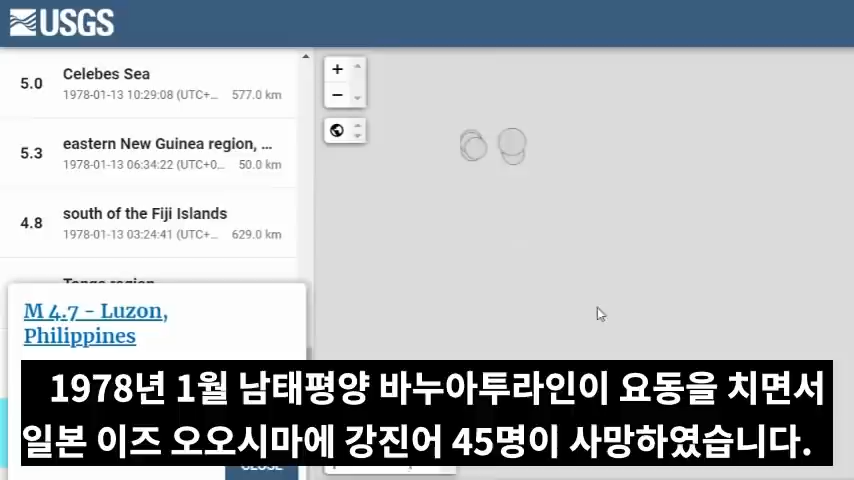 USGS
5.0
Celebes Sea
1978-01-13 10:29:08 (UTC+...
577.0 km
5.3
eastern New Guinea region, ...
1978-01-13 06:34:22 (UTC+0...
50.0 km
4.8
south of the Fiji Islands
1978-01-13 03:24:41 (UTC+...
629.0 km
Tonga region
+
−
M 4.7 - Luzon,
Philippines
1978년 1월 남태평양 바누아투라인이 요동을 치면서
일본 이즈 오오시마에 강진어 45명이 사망하였습니다.
CLOSE